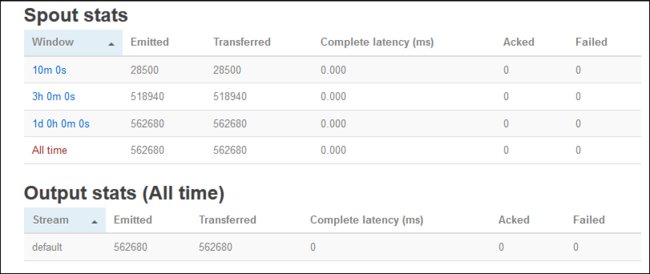 Spout stats
Window Emitted Transferred Complete latency (ms) Acked Failed
10m 0s 28500 28500 0.000 0 0
3h 0m 0s 518940 518940 0.000 0 0
1d 0h 0m 0s 562680 562680 0.000 0 0
All time 562680 562680 0.000 0 0
Output stats (All time)
Stream Emitted Transferred Complete latency (ms) Acked Failed
default 562680 562680 0 0 0